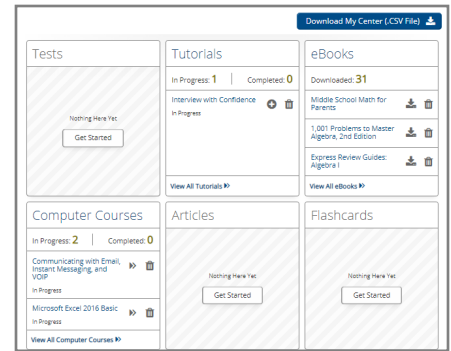 Download My Center (.CSV File)
Tests
Nothing Here Yet
Get Started
Tutorials
In Progress: 1
Completed: 0
Interview with Confidence
In Progress
View All Tutorials
eBooks
Downloaded: 31
Middle School Math for
Parents
1,001 Problems to Master
Algebra, 2nd Edition
Express Review Guides:
Algebra I
View All eBooks
Computer Courses
In Progress: 2
Completed: 0
Communicating with Email,
Instant Messaging, and
VOIP
In Progress
Microsoft Excel 2016 Basic
In Progress
View All Computer Courses
Articles
Nothing Here Yet
Get Started
Flashcards
Nothing Here Yet
Get Started